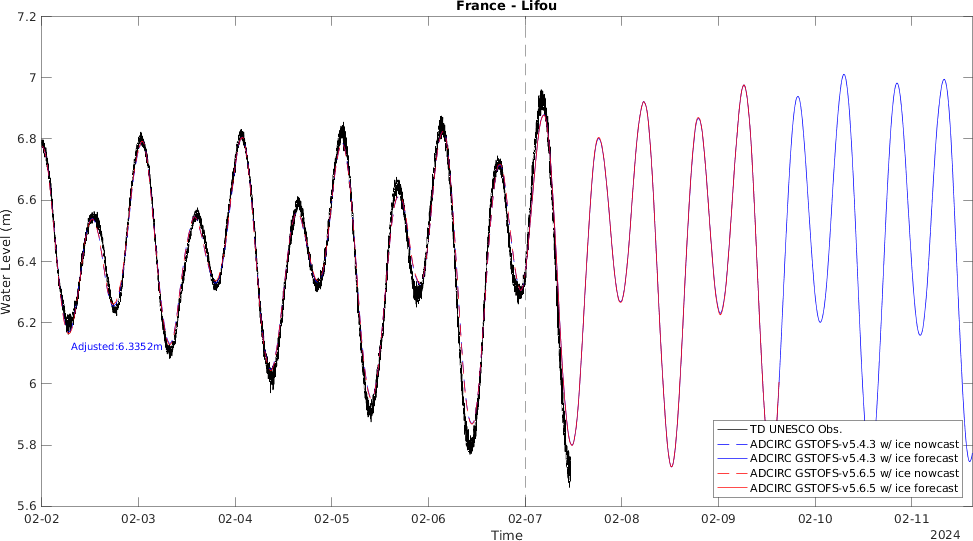 France - Lifou
7.2
7
6.8
6.6
6.4
6.2
6
5.8
5.6
Water Level (m)
Adjusted:6.3352m
TD UNESCO Obs.
ADCIRC GSTOFS-v5.4.3 w/ ice nowcast
ADCIRC GSTOFS-v5.4.3 w/ ice forecast
ADCIRC GSTOFS-v5.6.5 w/ ice nowcast
ADCIRC GSTOFS-v5.6.5 w/ ice forecast
02-02 02-03 02-04 02-05 02-06 02-07 02-08 02-09 02-10 02-11
Time
2024